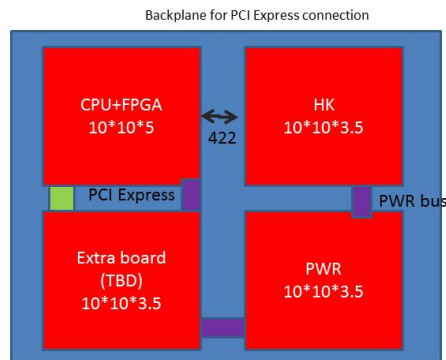 Backplane for PCI Express connection
CPU+FPGA
10*10*5
HK
10*10*3.5
422
PCI Express
PWR bus
Extra board
(TBD)
10*10*3.5
PWR
10*10*3.5